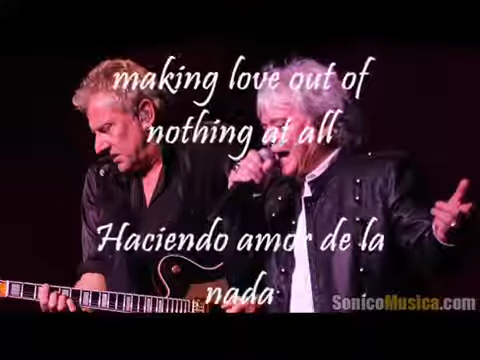 making love out of
nothing at all
Haciendo amor de la
nada
SonicoMusica.com